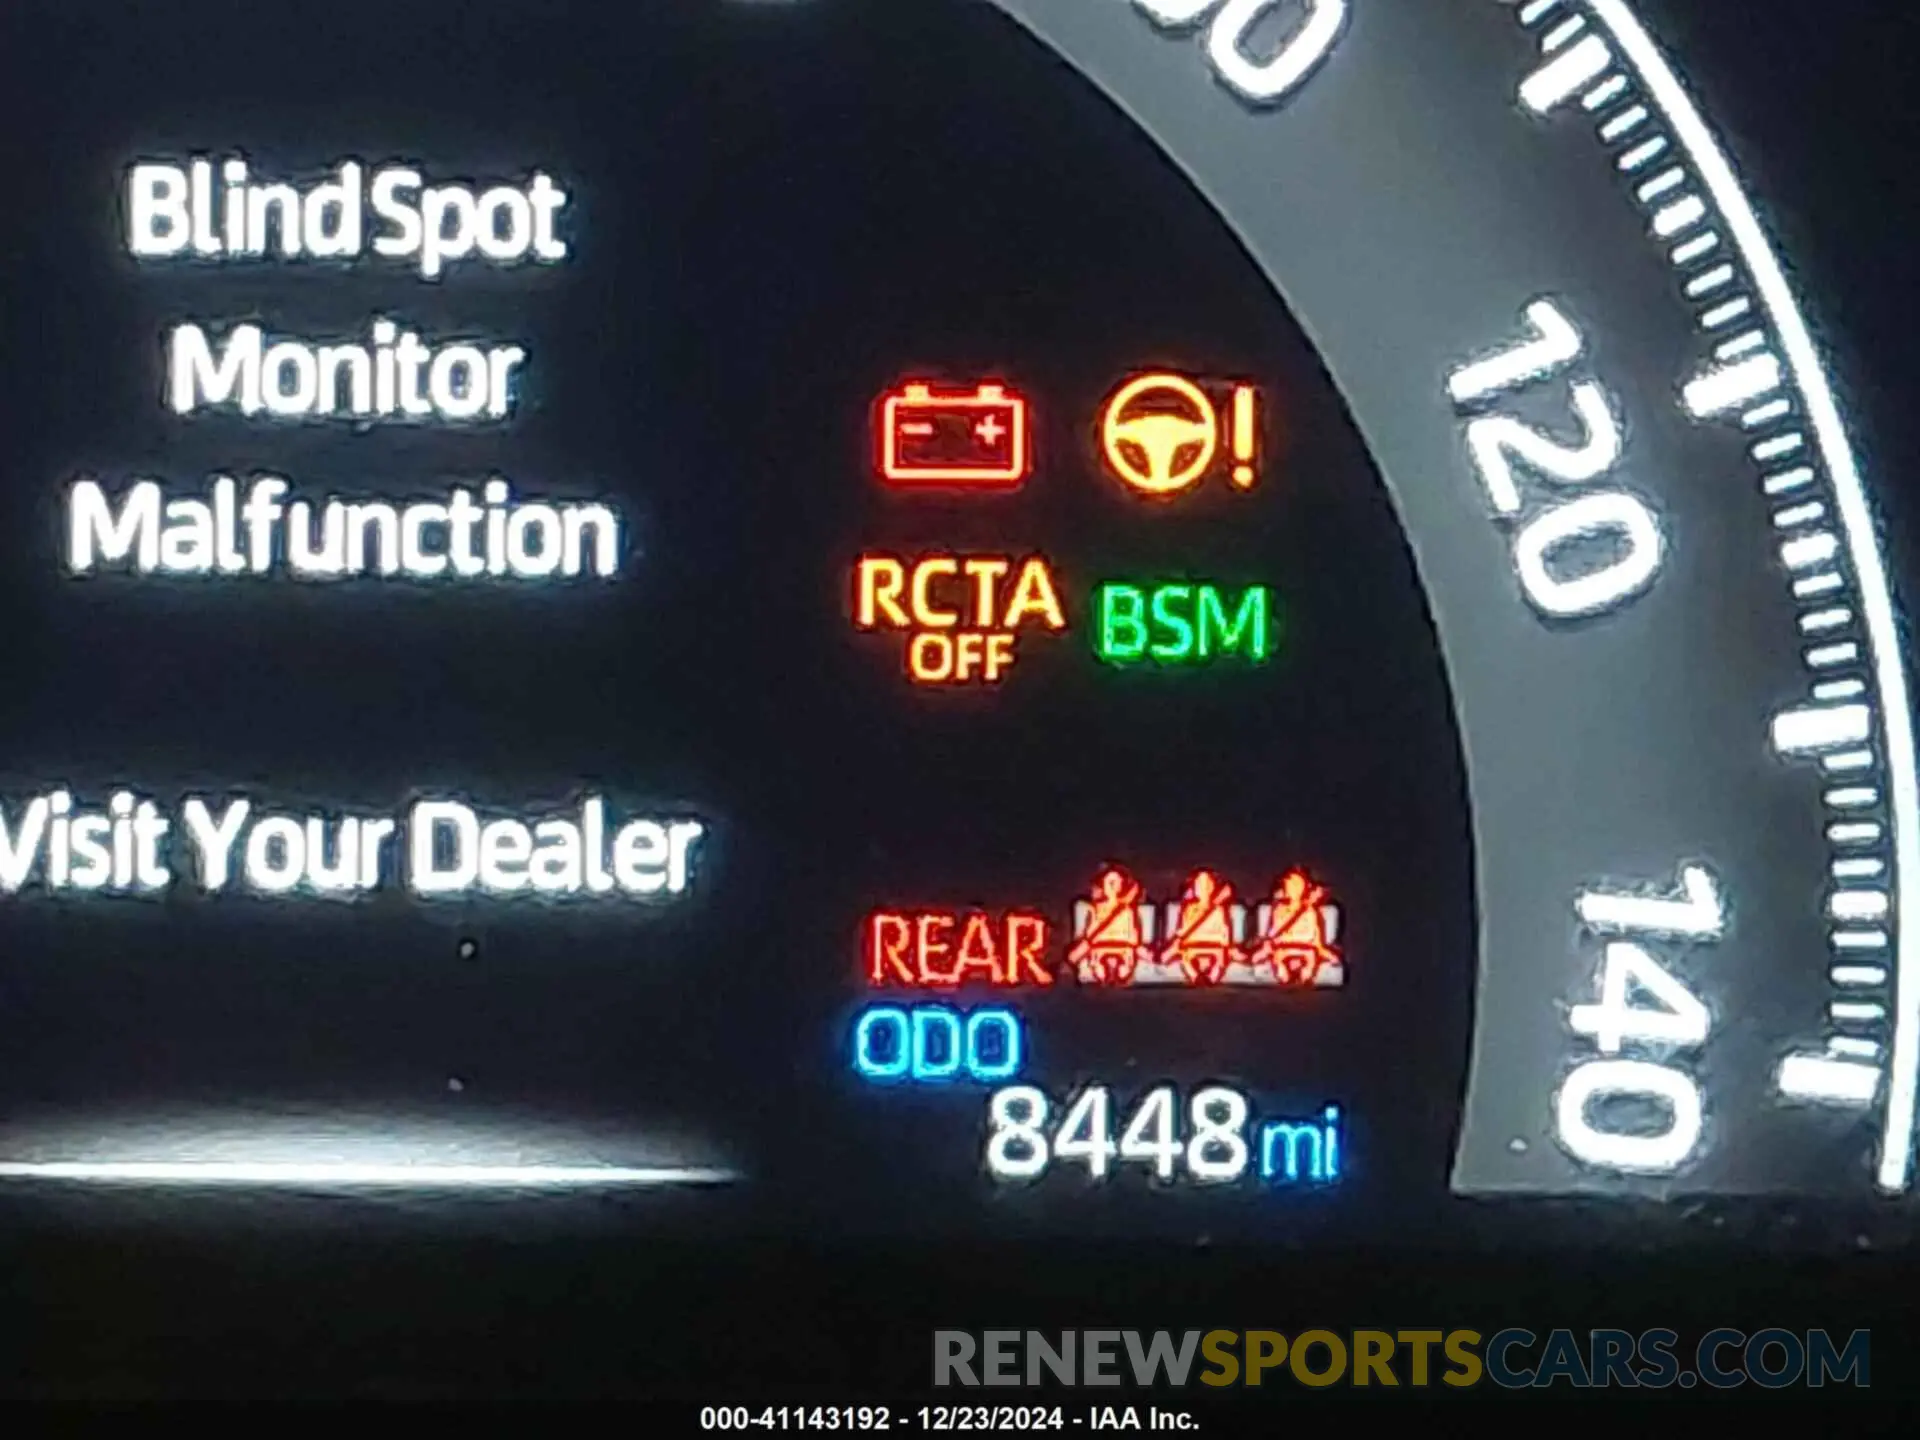 Blind Spot
Monitor
Malfunction
Visit Your Dealer
RCTA
OFF
BSM
REAR
ODO
8448 mi
120
140
RENEWSPORTSCARS.COM
000-41143192 - 12/23/2024 - IAA Inc.